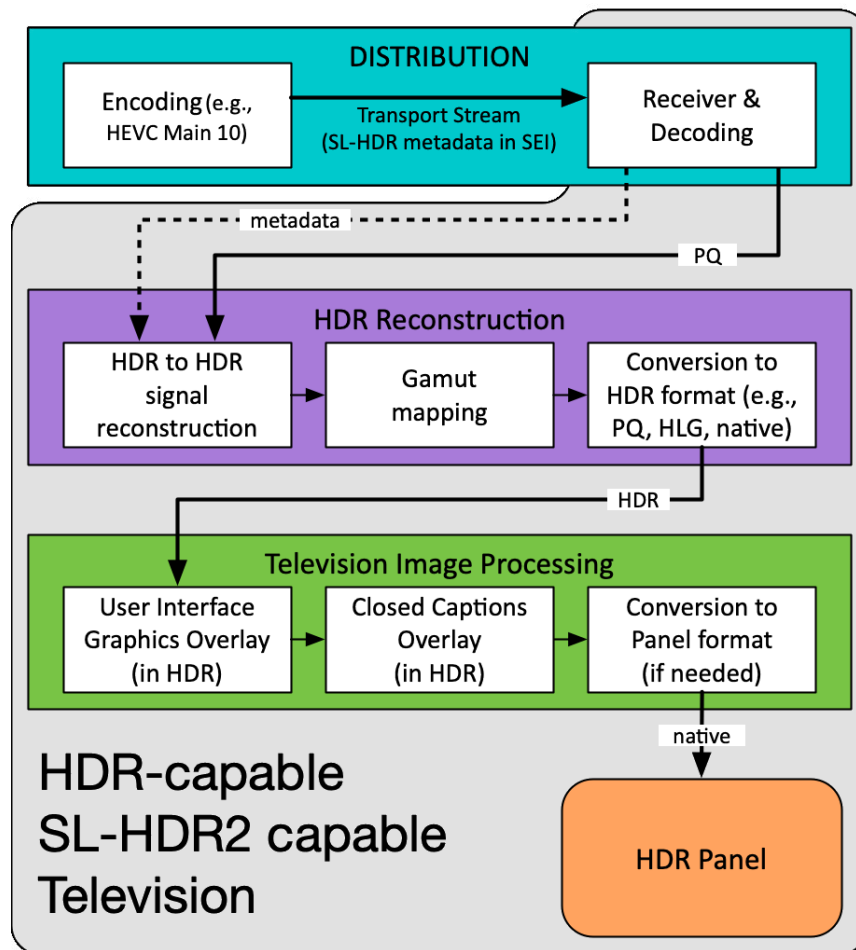 DISTRIBUTION
Encoding (e.g.,
HEVC Main 10)
Transport Stream
(SL-HDR metadata in SEI)
Receiver &
Decoding
metadata
PQ
HDR Reconstruction
HDR to HDR
signal
reconstruction
Gamut
mapping
Conversion to
HDR format (e.g.,
PQ, HLG, native)
HDR
Television Image Processing
User Interface
Graphics Overlay
(in HDR)
Closed Captions
Overlay
(in HDR)
Conversion to
Panel format
(if needed)
native
HDR-capable
SL-HDR2 capable
Television
HDR Panel